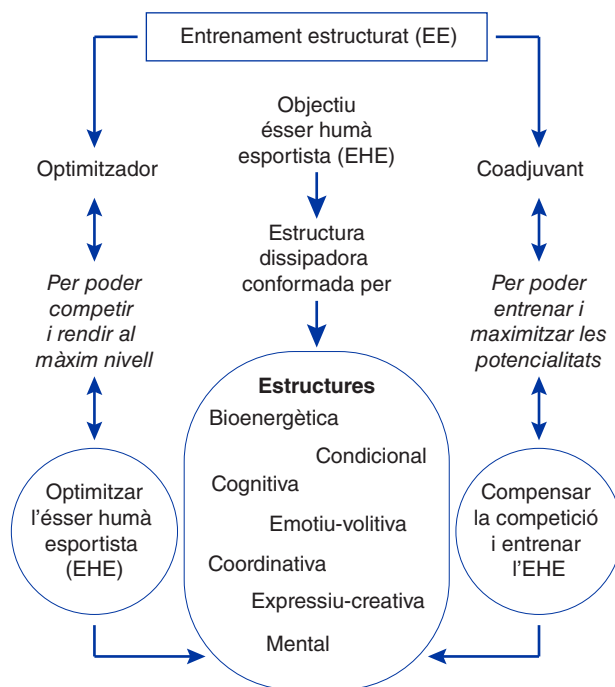 Entrenament estructurat (EE)
Optimitzador
Per poder
competir
i rendir al
màxim nivell
Optimitzar
l’ésser humà
esportista
(EHE)
Objectiu
ésser humà
esportista (EHE)
Estructura
dissipadora
conformada per
Estructures
Bioenergètica
Condicional
Cognitiva
Emotiu-volitiva
Coordinativa
Expressiu-creativa
Mental
Coadjuvant
Per poder
entrenar i
maximitzar les
potencialitats
Compensar
la competició
i entrenar
l’EHE